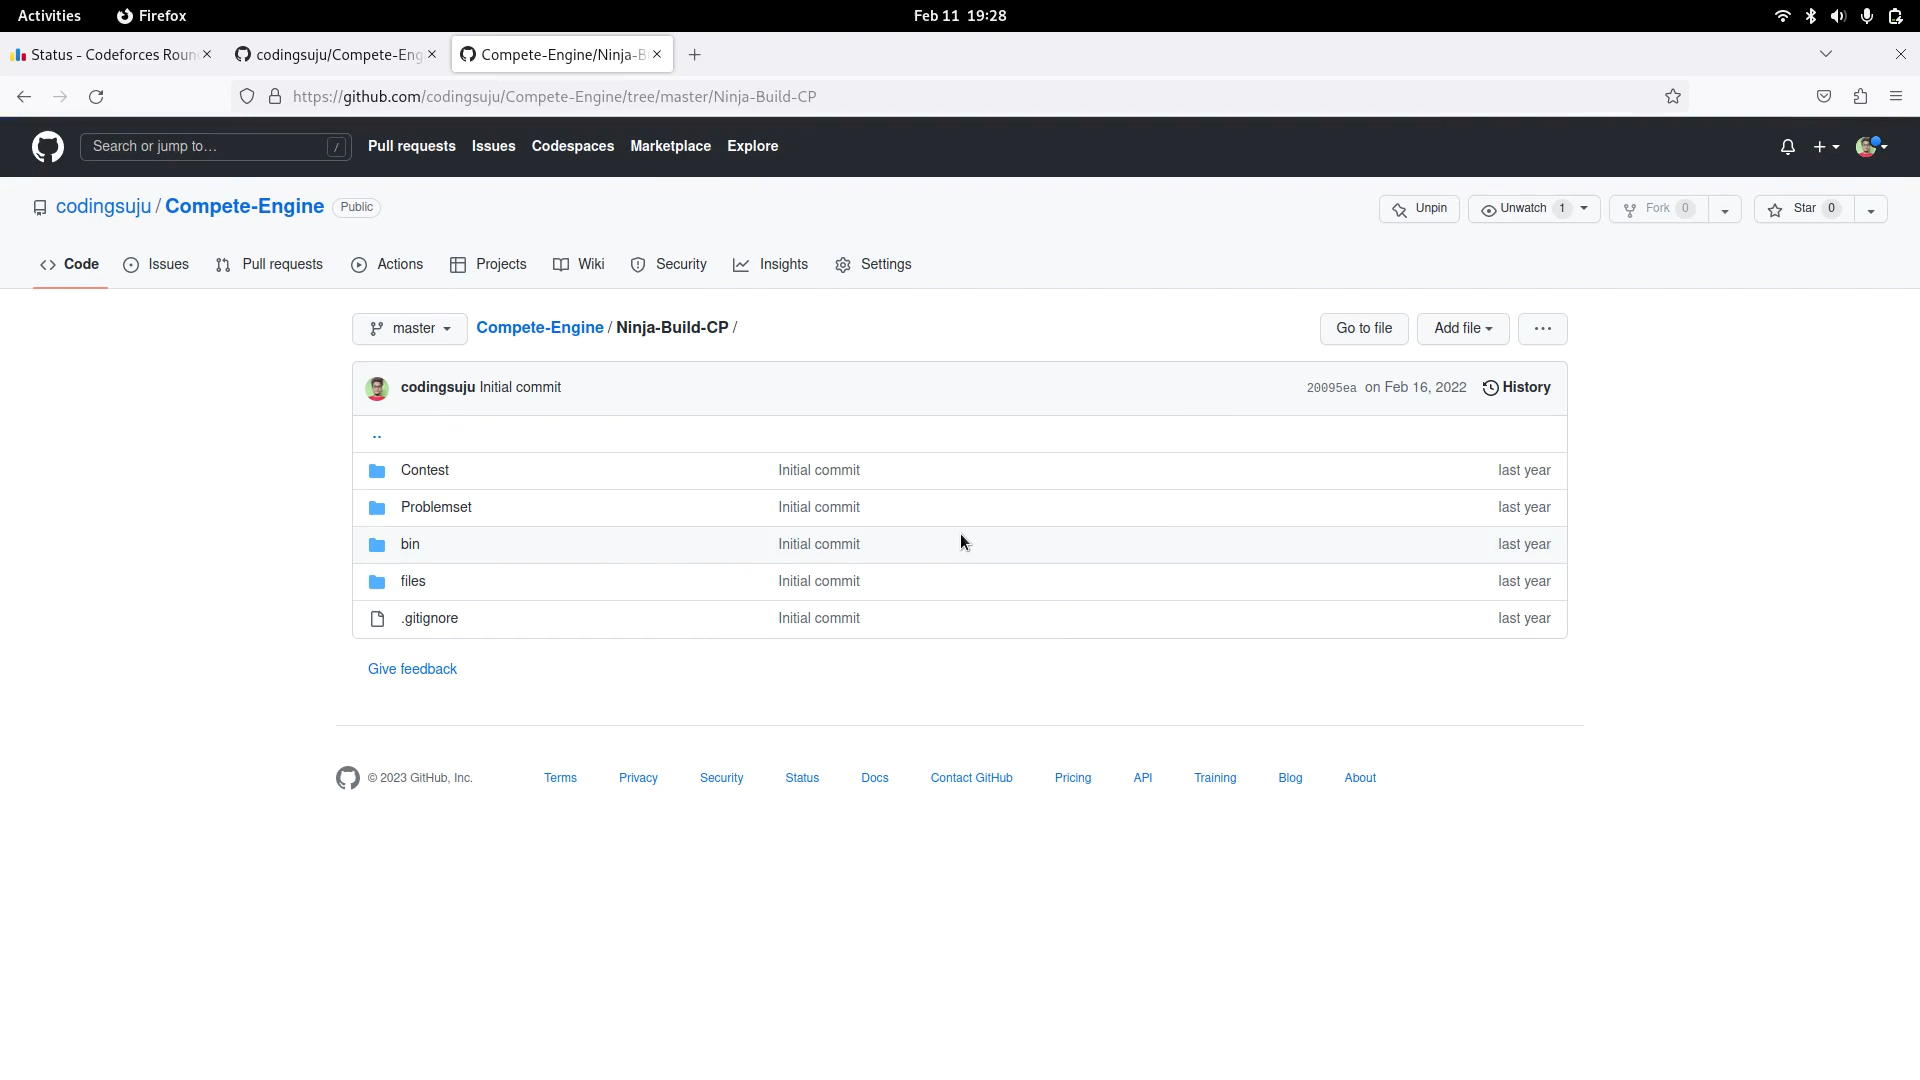 Activities Firefox Feb 11 19:28
Status - Codeforces Roun codingsuju/Compete-Eng Compete-Engine/Ninja-B
https://github.com/codingsuju/Compete-Engine/tree/master/Ninja-Build-CP
Search or jump to… / Pull requests Issues Codespaces Marketplace Explore
codingsuju / Compete-Engine Public Unpin Unwatch 1 Fork 0 Star 0
Code Issues Pull requests Actions Projects Wiki Security Insights Settings
master Compete-Engine / Ninja-Build-CP / Go to file Add file ...
codingsuju Initial commit 20095ea on Feb 16, 2022 History
..
Contest Initial commit last year
Problemset Initial commit last year
bin Initial commit last year
files Initial commit last year
.gitignore Initial commit last year
Give feedback
© 2023 GitHub, Inc. Terms Privacy Security Status Docs Contact GitHub Pricing API Training Blog About